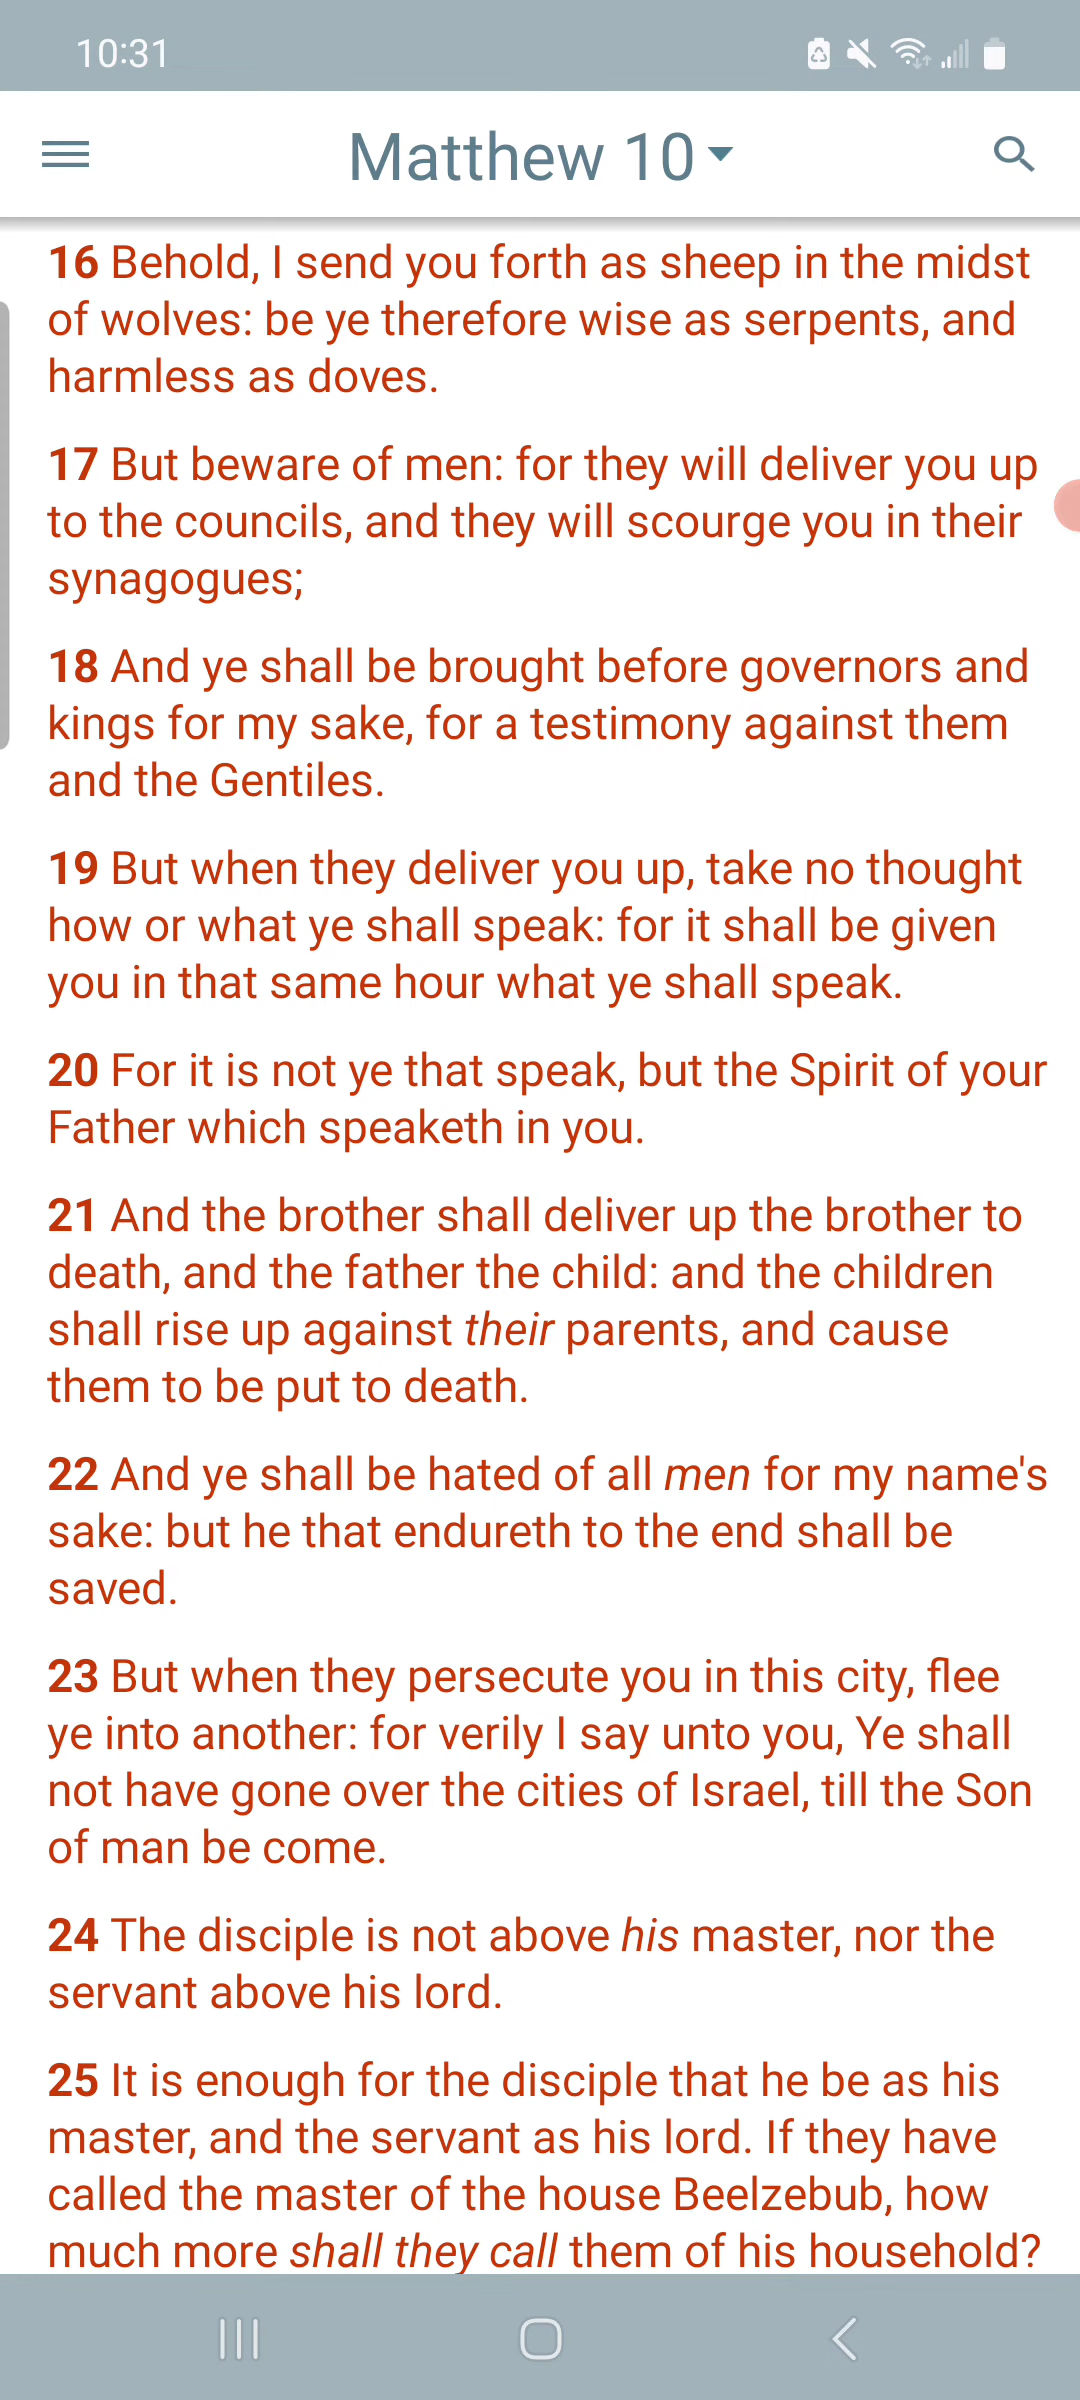 10:31
Matthew 10
16 Behold, I send you forth as sheep in the midst
of wolves: be ye therefore wise as serpents, and
harmless as doves.
17 But beware of men: for they will deliver you up
to the councils, and they will scourge you in their
synagogues;
18 And ye shall be brought before governors and
kings for my sake, for a testimony against them
and the Gentiles.
19 But when they deliver you up, take no thought
how or what ye shall speak: for it shall be given
you in that same hour what ye shall speak.
20 For it is not ye that speak, but the Spirit of your
Father which speaketh in you.
21 And the brother shall deliver up the brother to
death, and the father the child: and the children
shall rise up against their parents, and cause
them to be put to death.
22 And ye shall be hated of all men for my name's
sake: but he that endureth to the end shall be
saved.
23 But when they persecute you in this city, flee
ye into another: for verily I say unto you, Ye shall
not have gone over the cities of Israel, till the Son
of man be come.
24 The disciple is not above his master, nor the
servant above his lord.
25 It is enough for the disciple that he be as his
master, and the servant as his lord. If they have
called the master of the house Beelzebub, how
much more shall they call them of his household?